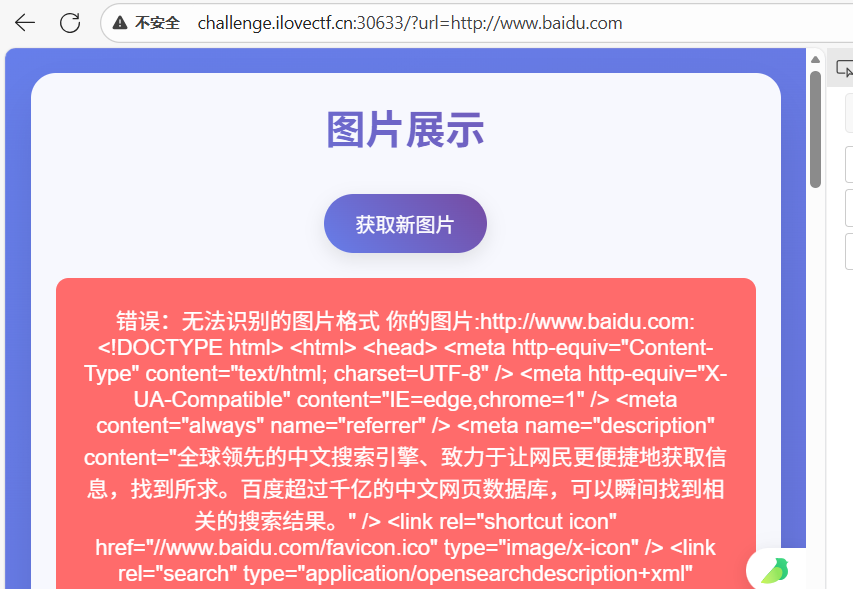 不安全 challenge.ilovectf.cn:30633/?url=http://www.baidu.com
图片展示
获取新图片
错误：无法识别的图片格式 你的图片:http://www.baidu.com:
<!DOCTYPE html> <html> <head> <meta http-equiv="Content-
Type" content="text/html; charset=UTF-8" /> <meta http-equiv="X-
UA-Compatible" content="IE=edge,chrome=1" /> <meta
content="always" name="referrer" /> <meta name="description"
content="全球领先的中文搜索引擎、致力于让网民更便捷地获取信
息，找到所求。百度超过千亿的中文网页数据库，可以瞬间找到相
关的搜索结果。" /> <link rel="shortcut icon"
href="//www.baidu.com/favicon.ico" type="image/x-icon" /> <link
rel="search" type="application/opensearchdescription+xml"